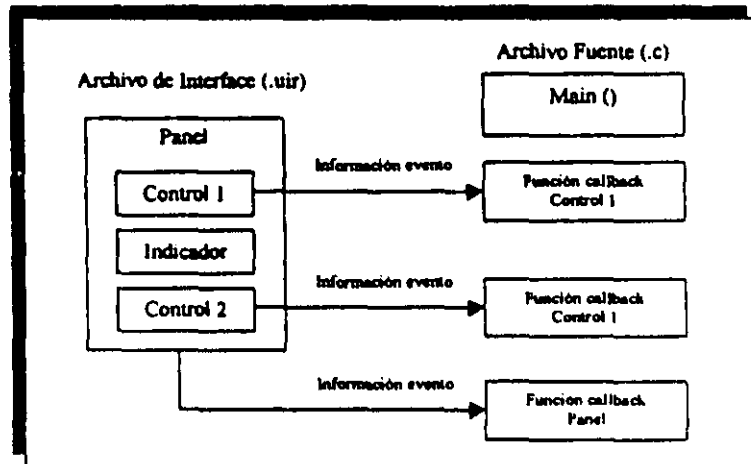 Archivo Fuente (.c)
Archivo de Interface (.uir)
Main ()
Panel
Información evento
Control 1
Función callback
Control 1
Indicador
Información evento
Control 2
Función callback
Control 1
Información evento
Funcion callback
Panel